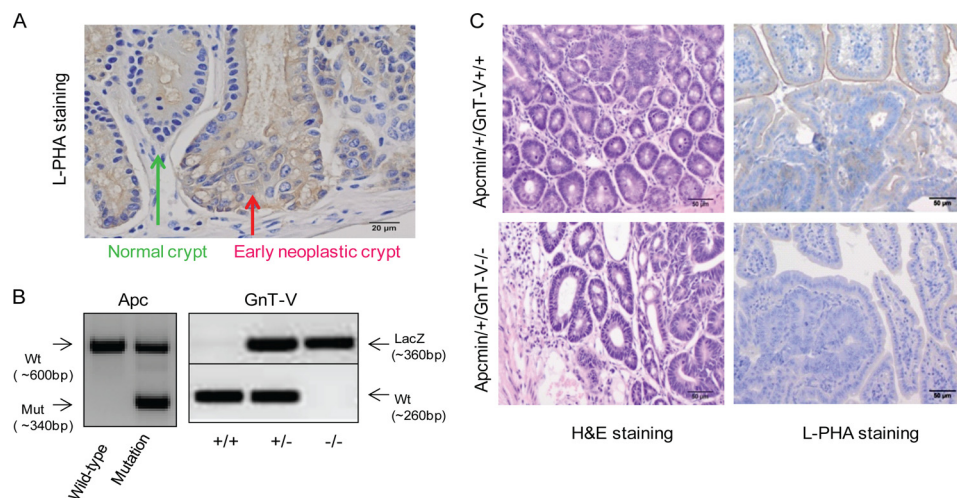 A
L-PHA staining
20 µm
Normal crypt
Early neoplastic crypt
B
Apc
GnT-V
Wt
( ~600bp)
Mut
( ~340bp)
Wild-type
Mutation
LacZ
(~360bp)
Wt
(~260bp)
+/+
+/-
-/-
C
Apcmin/+/GnT-V+/+
50 µm
50 µm
Apcmin/+/GnT-V-/-
50 µm
50 µm
H&E staining
L-PHA staining